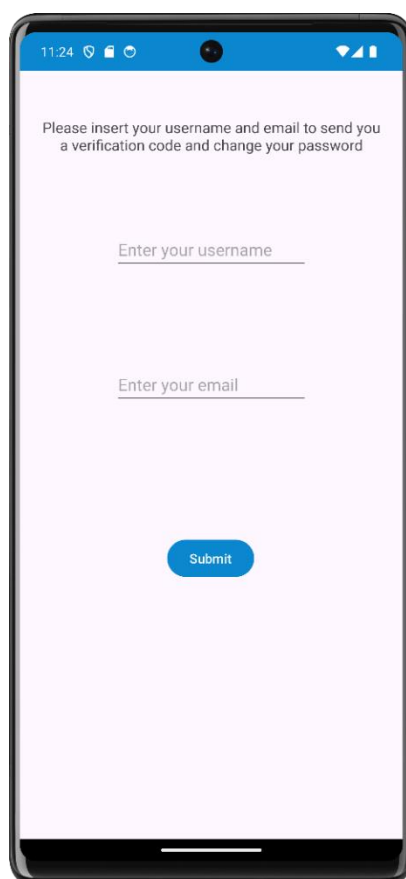 11:24
Please insert your username and email to send you
a verification code and change your password
Enter your username
Enter your email
Submit